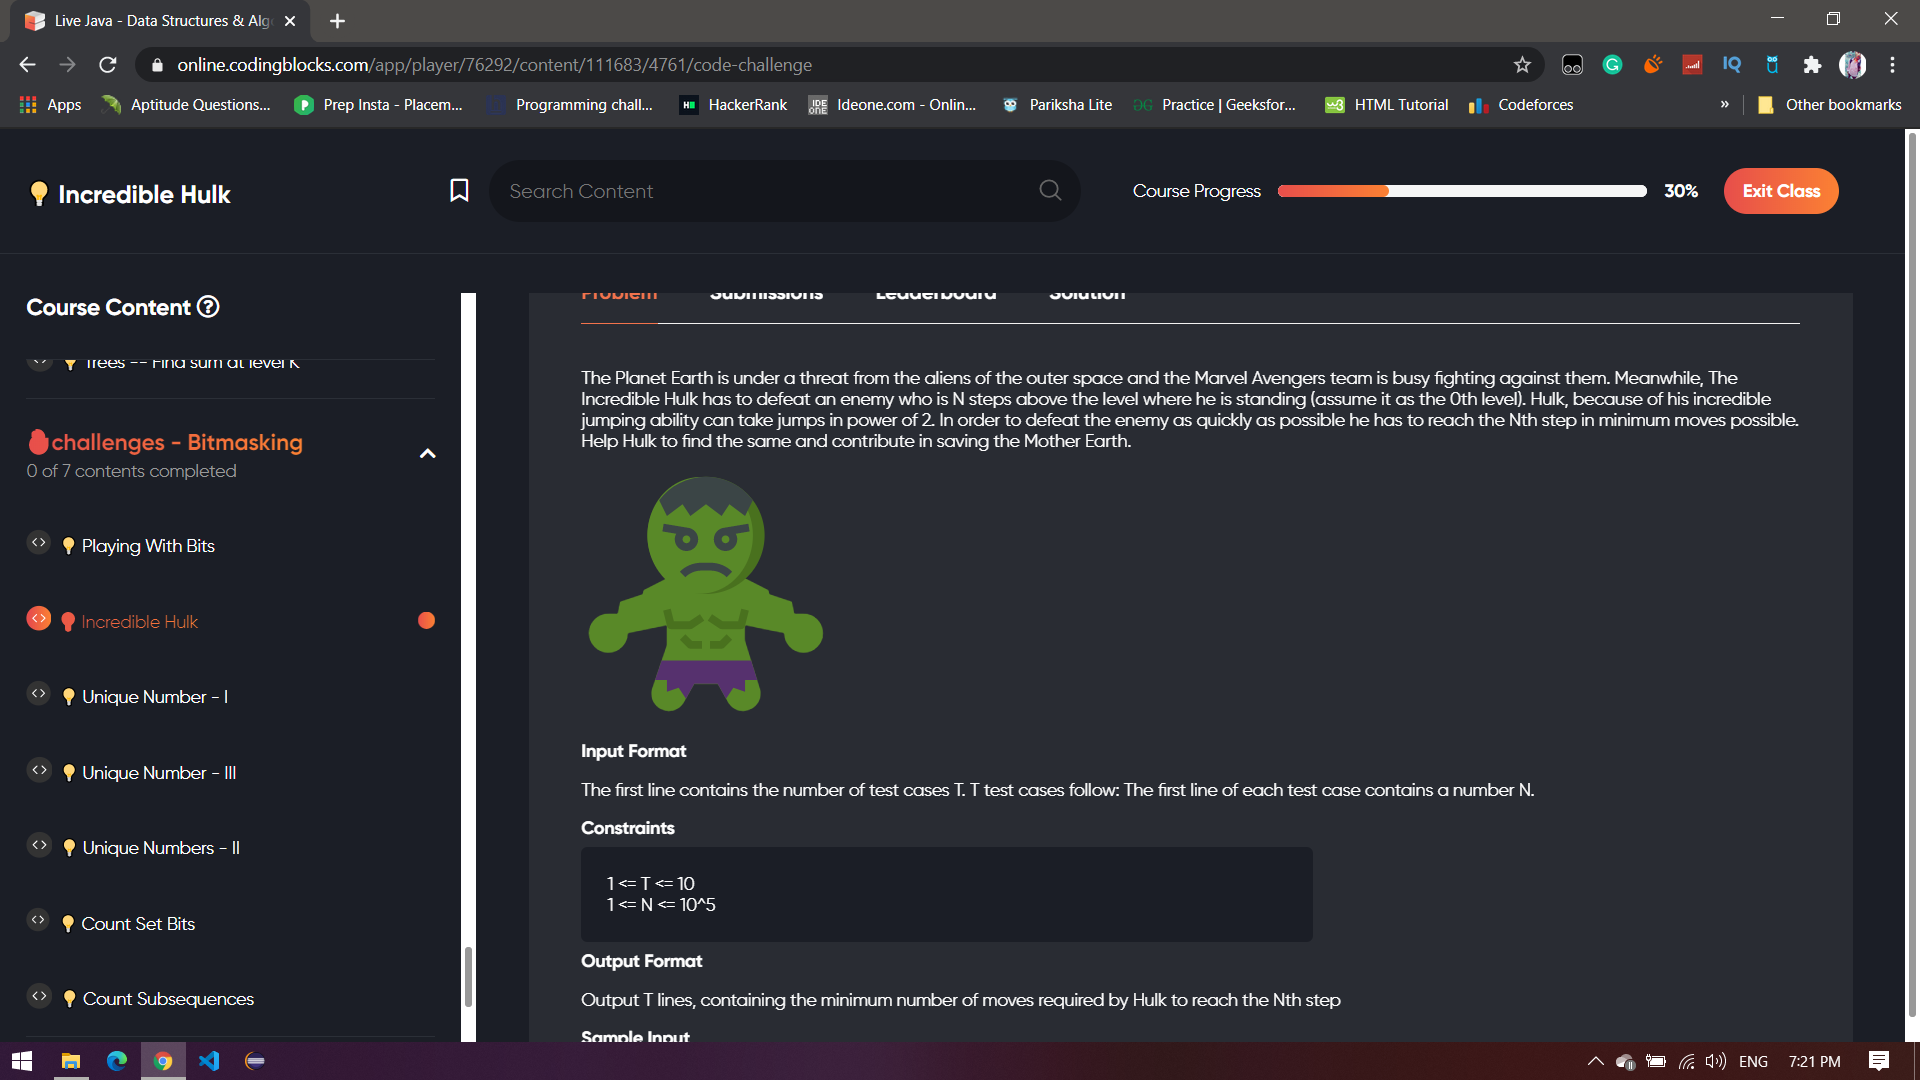 Live Java - Data Structures & Alg
online.codingblocks.com/app/player/76292/content/111683/4761/code-challenge
Apps Aptitude Questions... Prep Insta - Placem... Programming chall... HackerRank Ideone.com - Onlin... Pariksha Lite Practice | Geeksfor... HTML Tutorial Codeforces » Other bookmarks
Incredible Hulk
Search Content
Course Progress 30% Exit Class
Course Content
Trees -- Find sum at level K
challenges - Bitmasking
0 of 7 contents completed
Playing With Bits
Incredible Hulk
Unique Number - I
Unique Number - III
Unique Numbers - II
Count Set Bits
Count Subsequences
Problem Submissions Leaderboard Solution
The Planet Earth is under a threat from the aliens of the outer space and the Marvel Avengers team is busy fighting against them. Meanwhile, The
Incredible Hulk has to defeat an enemy who is N steps above the level where he is standing (assume it as the 0th level). Hulk, because of his incredible
jumping ability can take jumps in power of 2. In order to defeat the enemy as quickly as possible he has to reach the Nth step in minimum moves possible.
Help Hulk to find the same and contribute in saving the Mother Earth.
Input Format
The first line contains the number of test cases T. T test cases follow: The first line of each test case contains a number N.
Constraints
1 <= T <= 10
1 <= N <= 10^5
Output Format
Output T lines, containing the minimum number of moves required by Hulk to reach the Nth step
Sample Input
ENG 7:21 PM